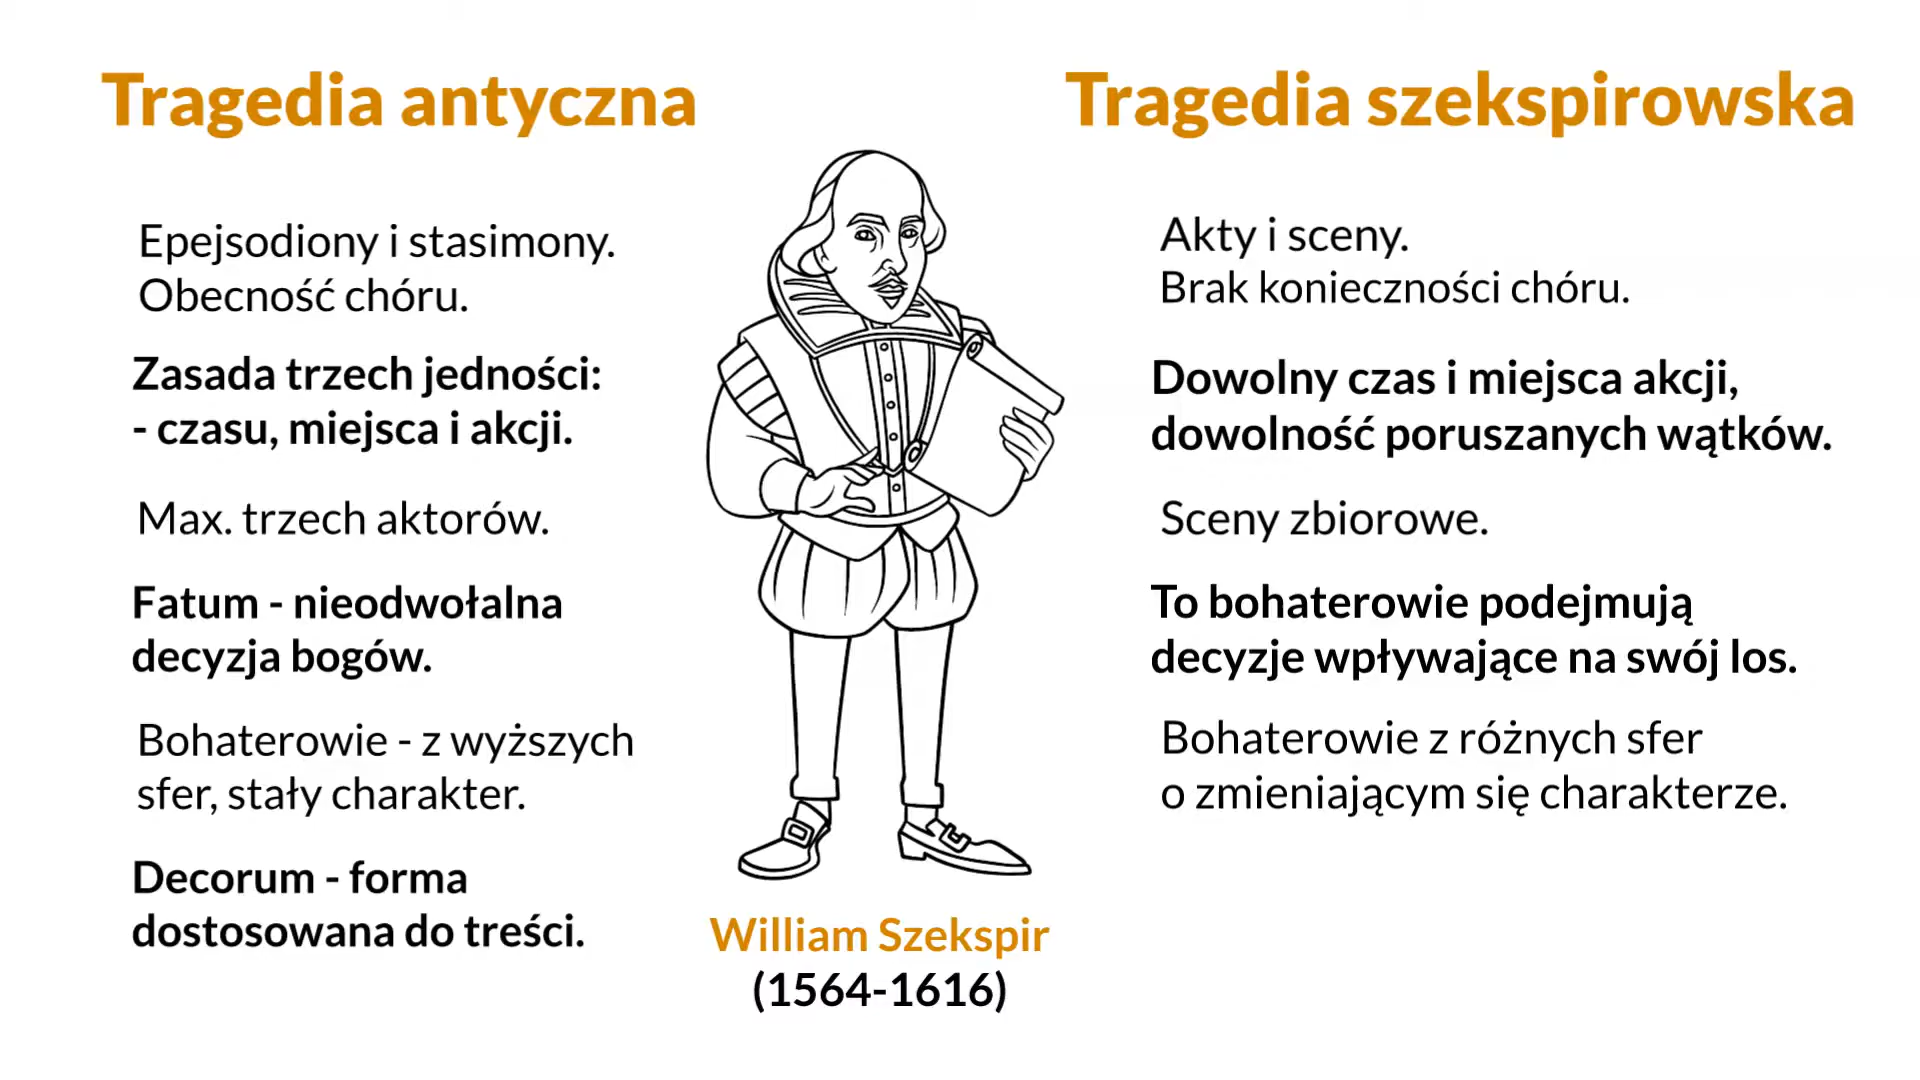 Tragedia antyczna
Epejsodiony i stasimony.
Obecność chóru.
Zasada trzech jedności:
- czasu, miejsca i akcji.
Max. trzech aktorów.
Fatum - nieodwołalna
decyzja bogów.
Bohaterowie - z wyższych
sfer, stały charakter.
Decorum - forma
dostosowana do treści.
William Szekspir
(1564-1616)
Tragedia szekspirowska
Akty i sceny.
Brak konieczności chóru.
Dowolny czas i miejsca akcji,
dowolność poruszanych wątków.
Sceny zbiorowe.
To bohaterowie podejmują
decyzje wpływające na swój los.
Bohaterowie z różnych sfer
o zmieniającym się charakterze.